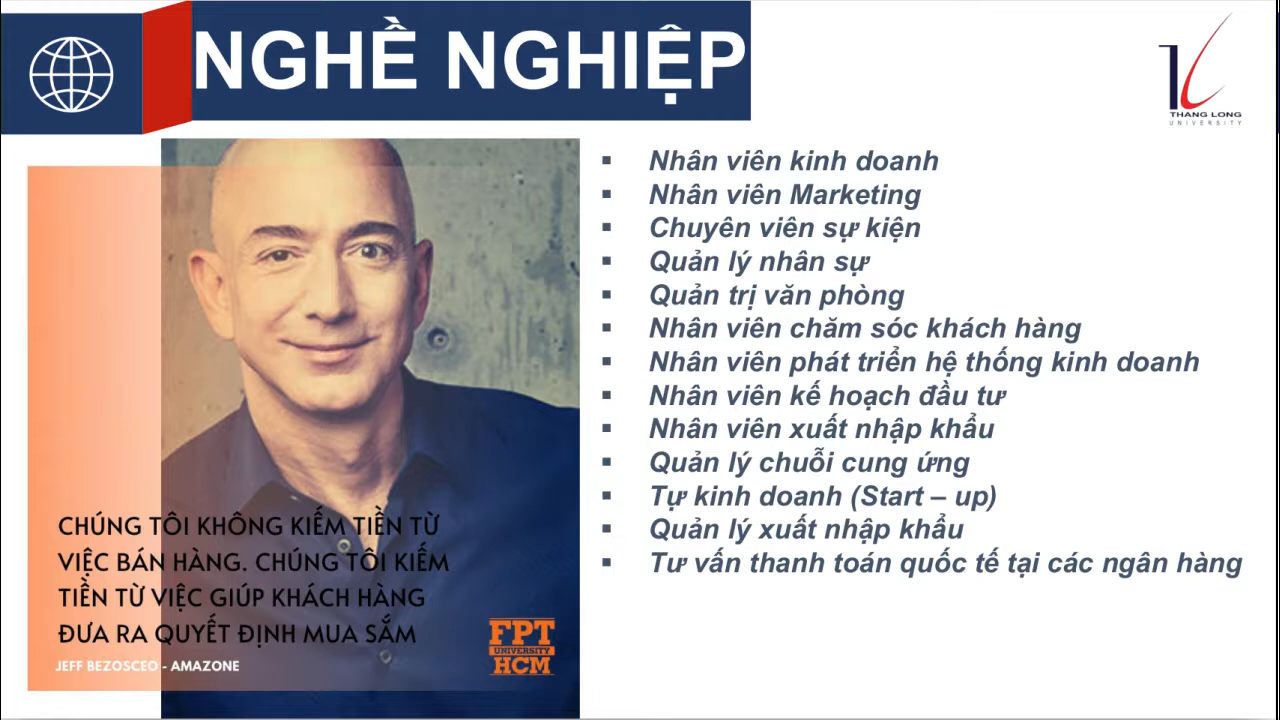 NGHỀ NGHIỆP
THANG LONG
UNIVERSITY
▪ Nhân viên kinh doanh
▪ Nhân viên Marketing
▪ Chuyên viên sự kiện
▪ Quản lý nhân sự
▪ Quản trị văn phòng
▪ Nhân viên chăm sóc khách hàng
▪ Nhân viên phát triển hệ thống kinh doanh
▪ Nhân viên kế hoạch đầu tư
▪ Nhân viên xuất nhập khẩu
▪ Quản lý chuỗi cung ứng
▪ Tự kinh doanh (Start – up)
▪ Quản lý xuất nhập khẩu
▪ Tư vấn thanh toán quốc tế tại các ngân hàng
CHÚNG TÔI KHÔNG KIẾM TIỀN TỪ
VIỆC BÁN HÀNG. CHÚNG TÔI KIẾM
TIỀN TỪ VIỆC GIÚP KHÁCH HÀNG
ĐƯA RA QUYẾT ĐỊNH MUA SẮM
JEFF BEZOSCEO - AMAZONE
FPT
UNIVERSITY
HCM